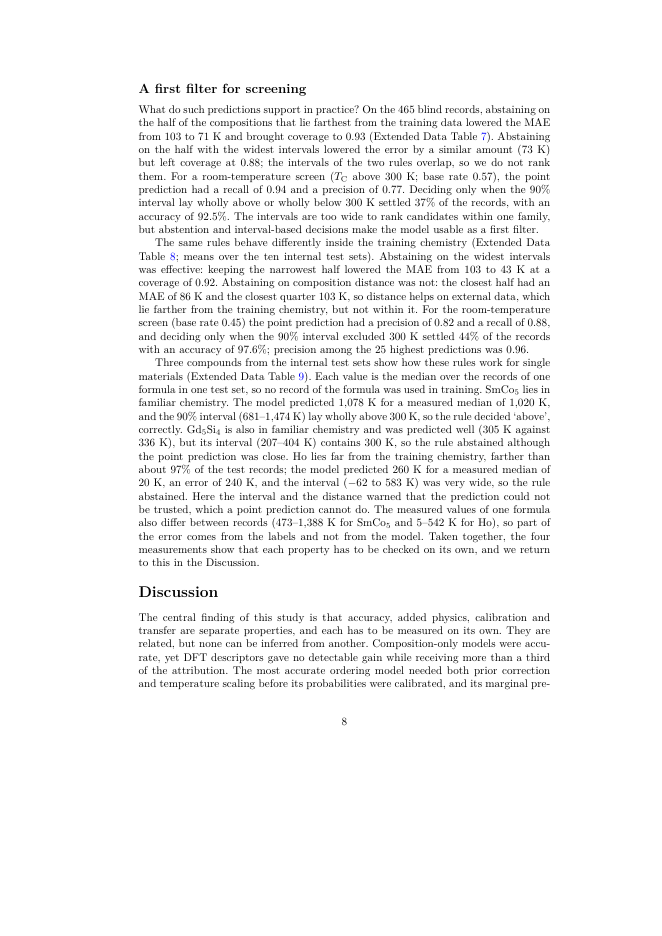 A first filter for screening
What do such predictions support in practice? On the 465 blind records, abstaining on
the half of the compositions that lie farthest from the training data lowered the MAE
from 103 to 71 K and brought coverage to 0.93 (Extended Data Table 7). Abstaining
on the half with the widest intervals lowered the error by a similar amount (73 K)
but left coverage at 0.88; the intervals of the two rules overlap, so we do not rank
them. For a room-temperature screen (T_C above 300 K; base rate 0.57), the point
prediction had a recall of 0.94 and a precision of 0.77. Deciding only when the 90%
interval lay wholly above or wholly below 300 K settled 37% of the records, with an
accuracy of 92.5%. The intervals are too wide to rank candidates within one family,
but abstention and interval-based decisions make the model usable as a first filter.
The same rules behave differently inside the training chemistry (Extended Data
Table 8; means over the ten internal test sets). Abstaining on the widest intervals
was effective: keeping the narrowest half lowered the MAE from 103 to 43 K at a
coverage of 0.92. Abstaining on composition distance was not: the closest half had an
MAE of 86 K and the closest quarter 103 K, so distance helps on external data, which
lie farther from the training chemistry, but not within it. For the room-temperature
screen (base rate 0.45) the point prediction had a precision of 0.82 and a recall of 0.88,
and deciding only when the 90% interval excluded 300 K settled 44% of the records
with an accuracy of 97.6%; precision among the 25 highest predictions was 0.96.
Three compounds from the internal test sets show how these rules work for single
materials (Extended Data Table 9). Each value is the median over the records of one
formula in one test set, so no record of the formula was used in training. SmCo₅ lies in
familiar chemistry. The model predicted 1,078 K for a measured median of 1,020 K,
and the 90% interval (681–1,474 K) lay wholly above 300 K, so the rule decided ‘above’,
correctly. Gd₅Si₄ is also in familiar chemistry and was predicted well (305 K against
336 K), but its interval (207–404 K) contains 300 K, so the rule abstained although
the point prediction was close. Ho lies far from the training chemistry, farther than
about 97% of the test records; the model predicted 260 K for a measured median of
20 K, an error of 240 K, and the interval (−62 to 583 K) was very wide, so the rule
abstained. Here the interval and the distance warned that the prediction could not
be trusted, which a point prediction cannot do. The measured values of one formula
also differ between records (473–1,388 K for SmCo₅ and 5–542 K for Ho), so part of
the error comes from the labels and not from the model. Taken together, the four
measurements show that each property has to be checked on its own, and we return
to this in the Discussion.
Discussion
The central finding of this study is that accuracy, added physics, calibration and
transfer are separate properties, and each has to be measured on its own. They are
related, but none can be inferred from another. Composition-only models were accu-
rate, yet DFT descriptors gave no detectable gain while receiving more than a third
of the attribution. The most accurate ordering model needed both prior correction
and temperature scaling before its probabilities were calibrated, and its marginal pre-
8